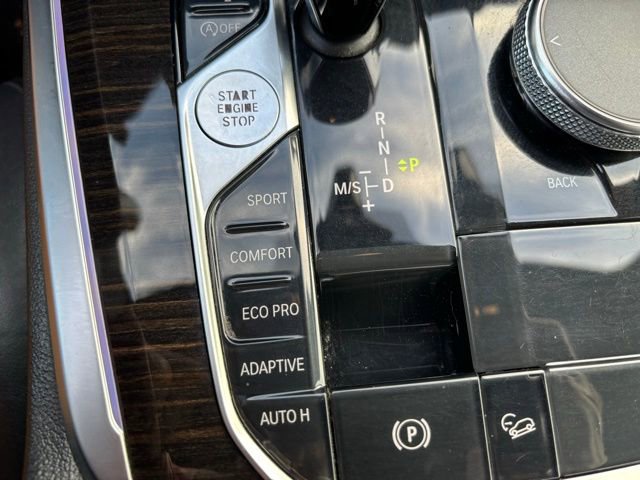 (A) OFF
START
ENGINE
STOP
SPORT
COMFORT
ECO PRO
ADAPTIVE
AUTO H
R
N
P
M/S
D
−
+
BACK
(P)